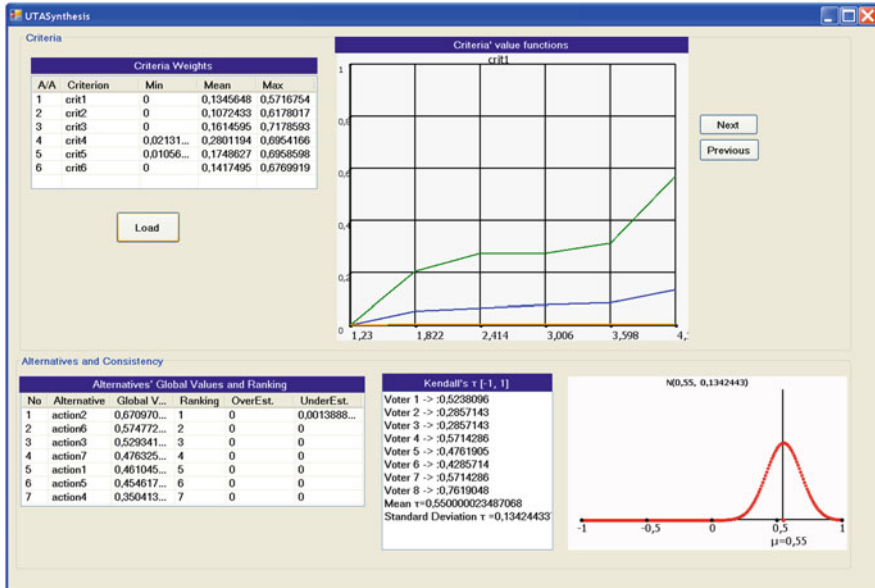 UTASynthesis
Criteria
Criteria Weights
A/A Criterion Min Mean Max
1 crit1 0 0,1345648 0,5716754
2 crit2 0 0,1072433 0,6178017
3 crit3 0 0,1614595 0,7178593
4 crit4 0,02131... 0,2801194 0,6954166
5 crit5 0,01056... 0,1748627 0,6958598
6 crit6 0 0,1417495 0,6769919
Load
Criteria' value functions
crit1
1
0,8
0,6
0,4
0,2
0
1,23 1,822 2,414 3,006 3,598 4,
Next
Previous
Alternatives and Consistency
Alternatives' Global Values and Ranking
No Alternative Global V... Ranking OverEst. UnderEst.
1 action2 0,670970... 1 0 0,0013888...
2 action6 0,574772... 2 0 0
3 action3 0,529341... 3 0 0
4 action7 0,476325... 4 0 0
5 action1 0,461045... 5 0 0
6 action5 0,454617... 6 0 0
7 action4 0,350413... 7 0 0
Kendall's τ [-1, 1]
Voter 1 -> :0,5238096
Voter 2 -> :0,2857143
Voter 3 -> :0,2857143
Voter 4 -> :0,5714286
Voter 5 -> :0,4761905
Voter 6 -> :0,4285714
Voter 7 -> :0,5714286
Voter 8 -> :0,7619048
Mean τ=0,550000023487068
Standard Deviation τ =0,13424433
N(0,55, 0,1342443)
-1 -0,5 0 0,5 1
μ=0,55